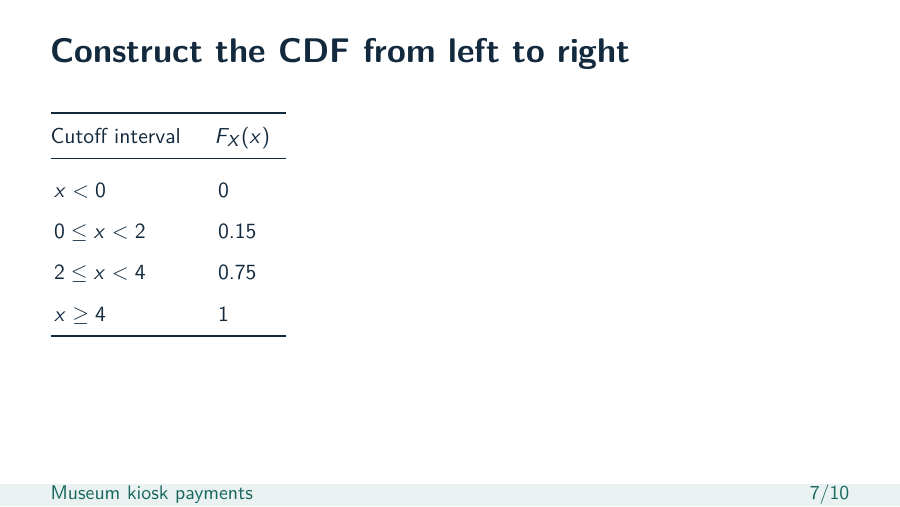 Construct the CDF from left to right
Cutoff interval F_X(x)
x < 0 0
0 ≤ x < 2 0.15
2 ≤ x < 4 0.75
x ≥ 4 1
Museum kiosk payments 7/10